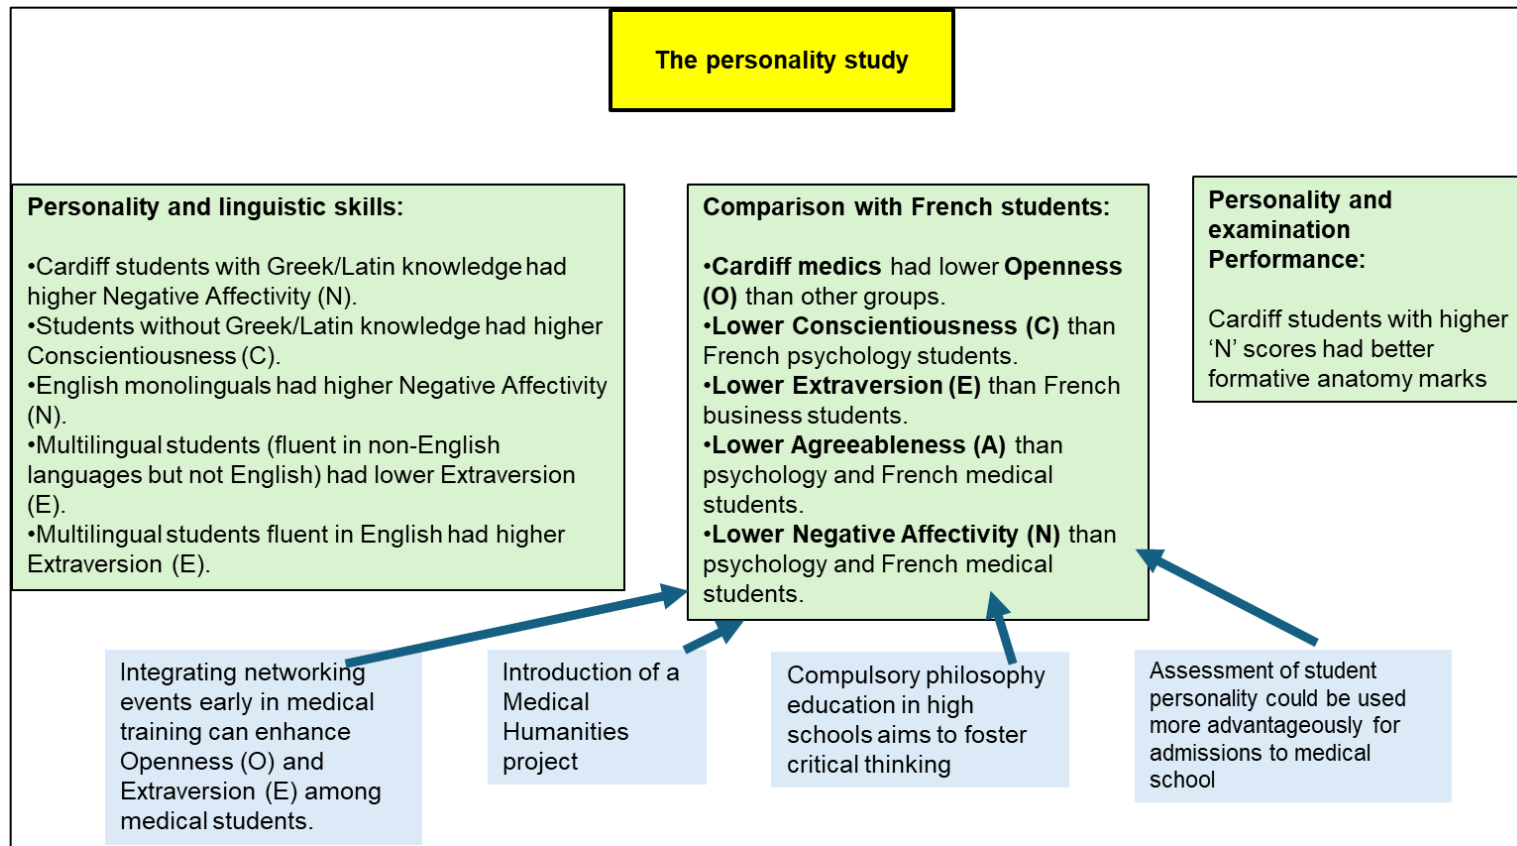 The personality study
Personality and linguistic skills:
•Cardiff students with Greek/Latin knowledge had
higher Negative Affectivity (N).
•Students without Greek/Latin knowledge had higher
Conscientiousness (C).
•English monolinguals had higher Negative Affectivity
(N).
•Multilingual students (fluent in non-English
languages but not English) had lower Extraversion
(E).
•Multilingual students fluent in English had higher
Extraversion (E).
Comparison with French students:
•Cardiff medics had lower Openness
(O) than other groups.
•Lower Conscientiousness (C) than
French psychology students.
•Lower Extraversion (E) than French
business students.
•Lower Agreeableness (A) than
psychology and French medical
students.
•Lower Negative Affectivity (N) than
psychology and French medical
students.
Personality and
examination
Performance:
Cardiff students with higher
‘N’ scores had better
formative anatomy marks
Integrating networking
events early in medical
training can enhance
Openness (O) and
Extraversion (E) among
medical students.
Introduction of a
Medical
Humanities
project
Compulsory philosophy
education in high
schools aims to foster
critical thinking
Assessment of student
personality could be used
more advantageously for
admissions to medical
school